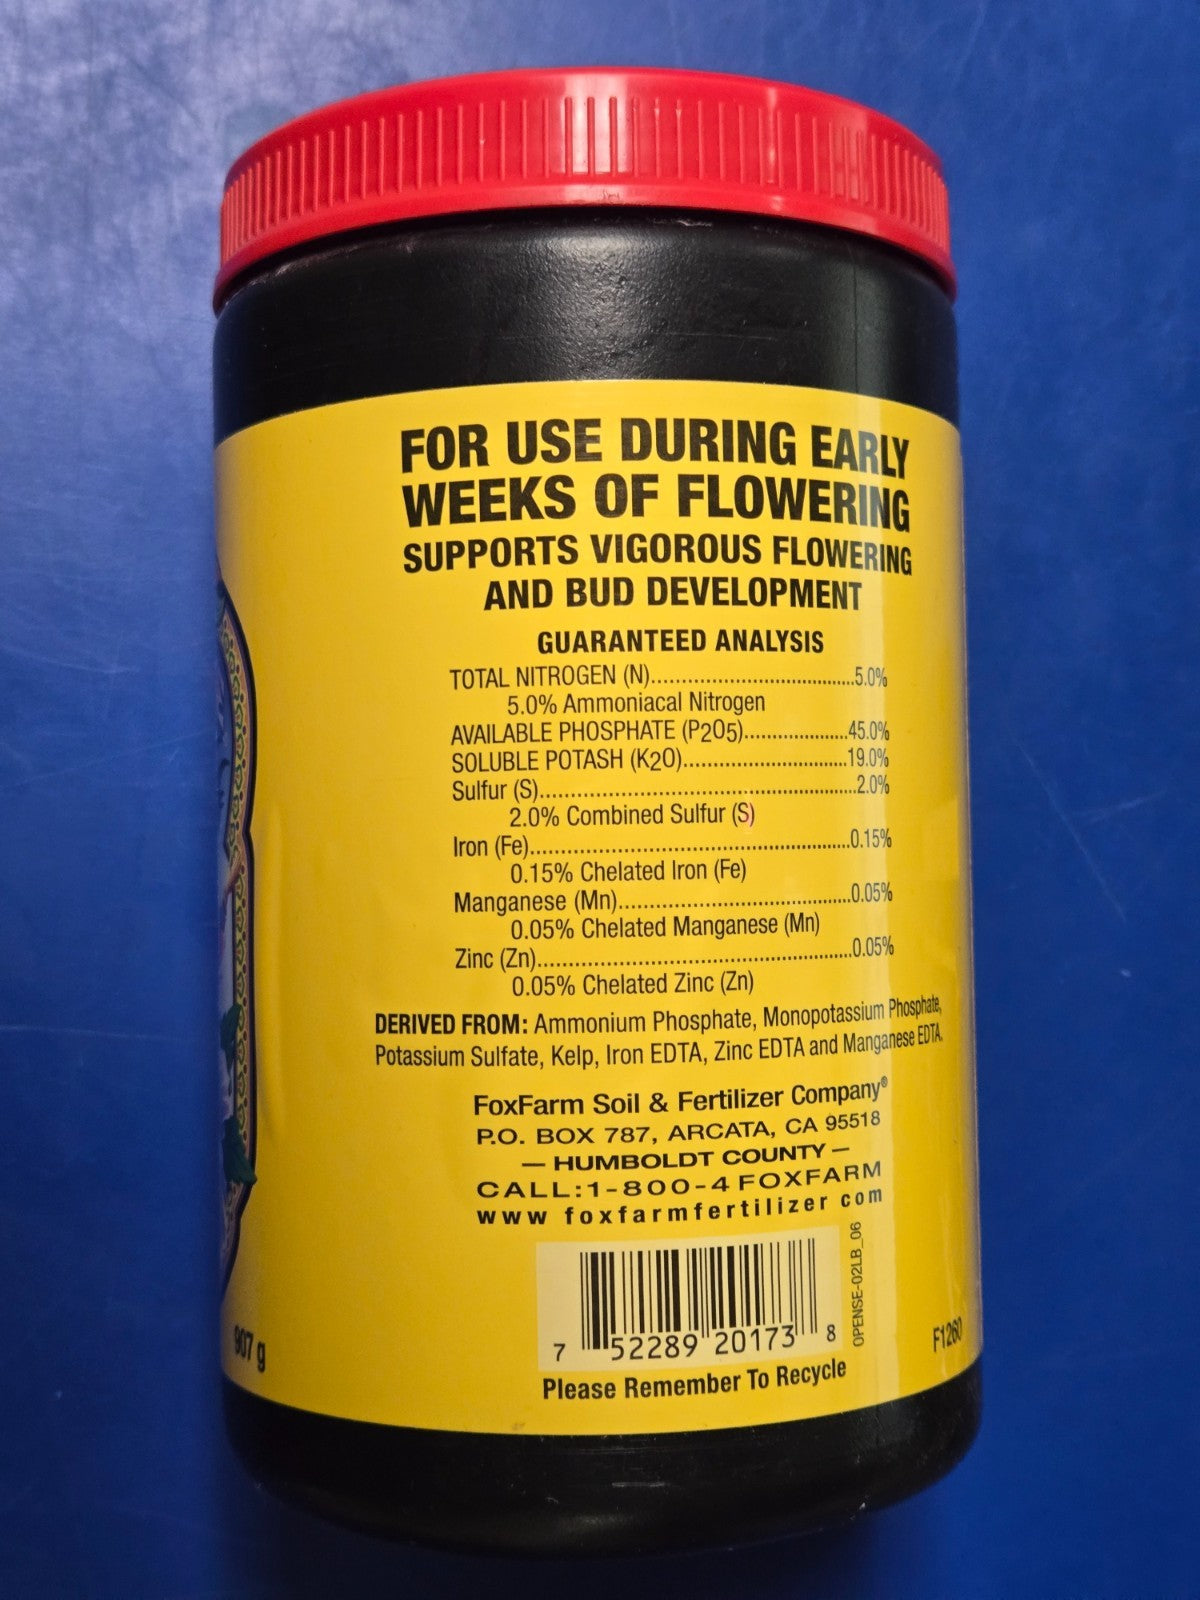 FOR USE DURING EARLY
WEEKS OF FLOWERING
SUPPORTS VIGOROUS FLOWERING
AND BUD DEVELOPMENT
GUARANTEED ANALYSIS
TOTAL NITROGEN (N)..................................5.0%
5.0% Ammoniacal Nitrogen
AVAILABLE PHOSPHATE (P2O5)..................45.0%
SOLUBLE POTASH (K2O)............................19.0%
Sulfur (S)......................................................2.0%
2.0% Combined Sulfur (S)
Iron (Fe).......................................................0.15%
0.15% Chelated Iron (Fe)
Manganese (Mn)........................................0.05%
0.05% Chelated Manganese (Mn)
Zinc (Zn)......................................................0.05%
0.05% Chelated Zinc (Zn)
DERIVED FROM: Ammonium Phosphate, Monopotassium Phosphate,
Potassium Sulfate, Kelp, Iron EDTA, Zinc EDTA and Manganese EDTA.
FoxFarm Soil & Fertilizer Company®
P.O. BOX 787, ARCATA, CA 95518
— HUMBOLDT COUNTY —
CALL:1-800-4FOXFARM
www foxfarmfertilizer com
7 52289 20173 8
OPENSE-02LB_06
Please Remember To Recycle
907 g
F1260